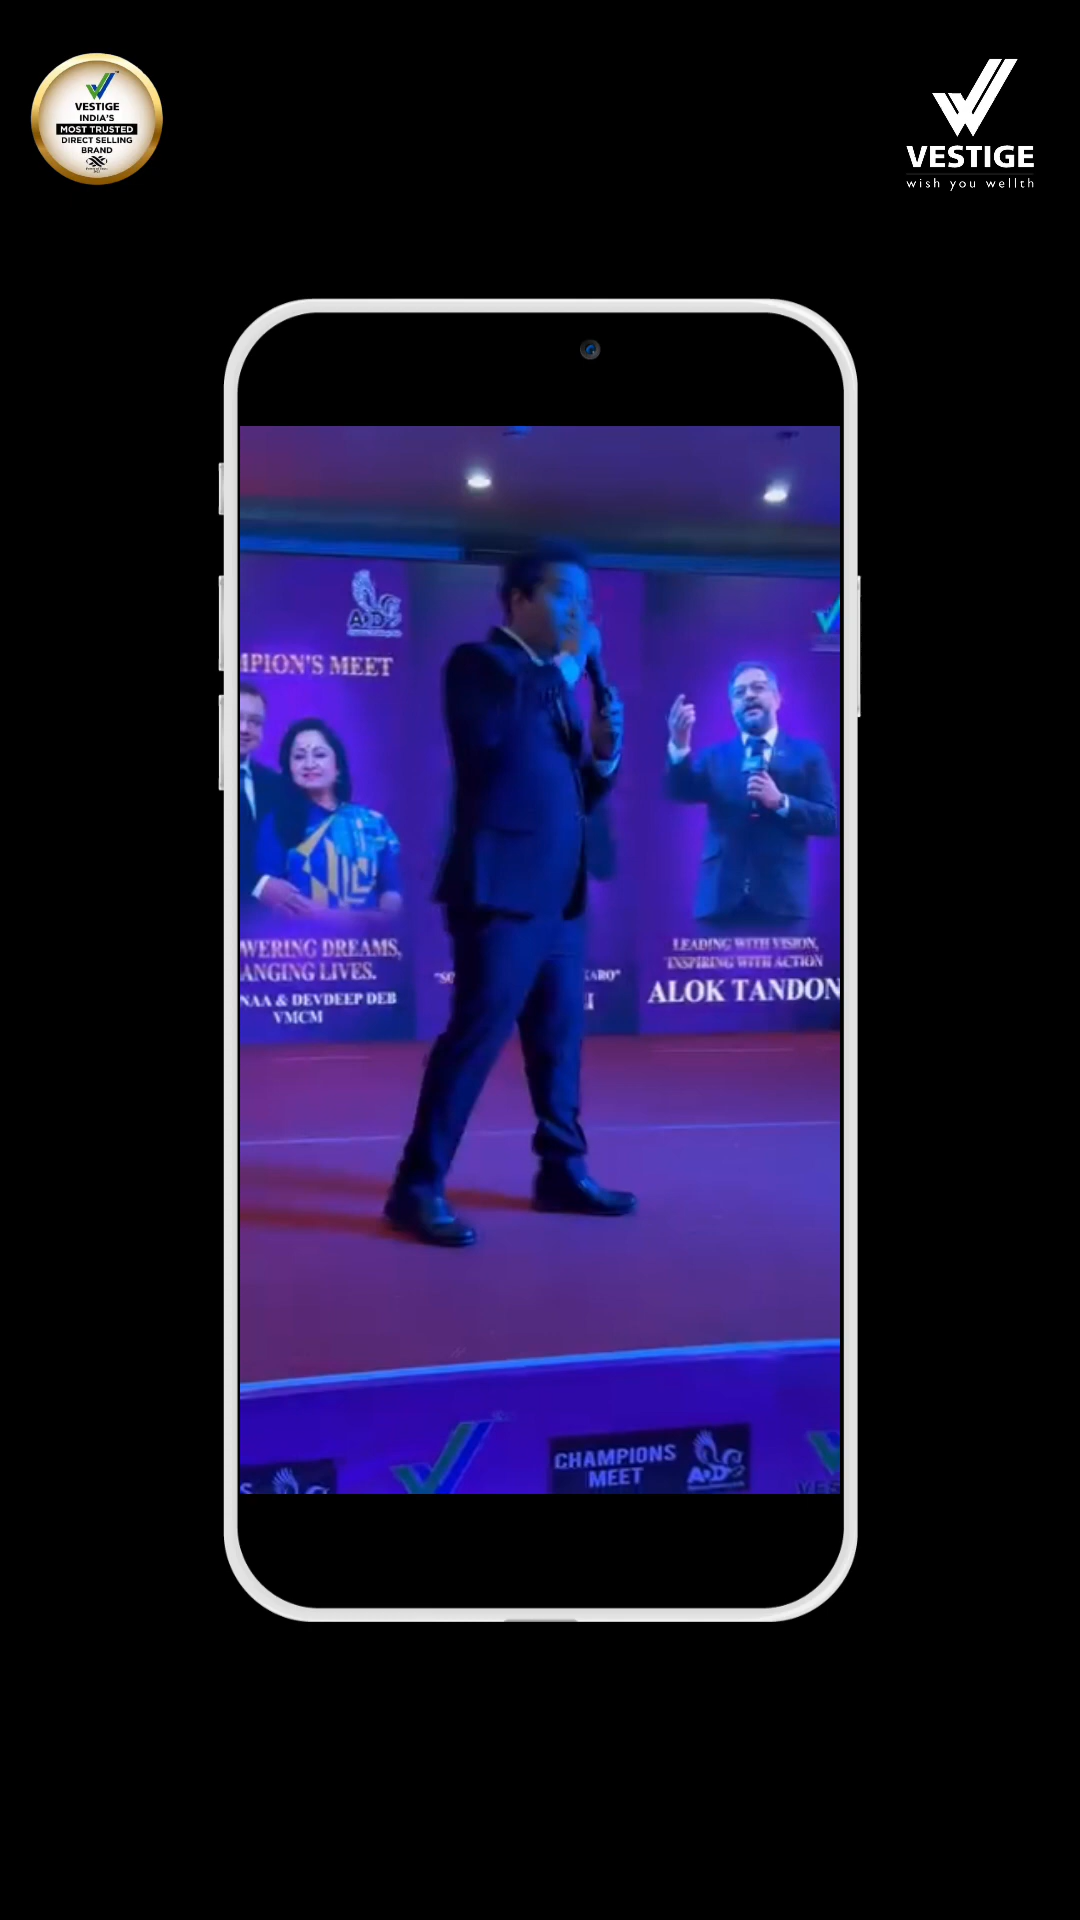 VESTIGE
INDIA'S
MOST TRUSTED
DIRECT SELLING
BRAND
VESTIGE
wish you wellth
MPION'S MEET
WERING DREAMS,
ANGING LIVES.
NAA & DEVDEEP DEB
VMCM
LEADING WITH VISION,
INSPIRING WITH ACTION
ALOK TANDON
CHAMPIONS
MEET